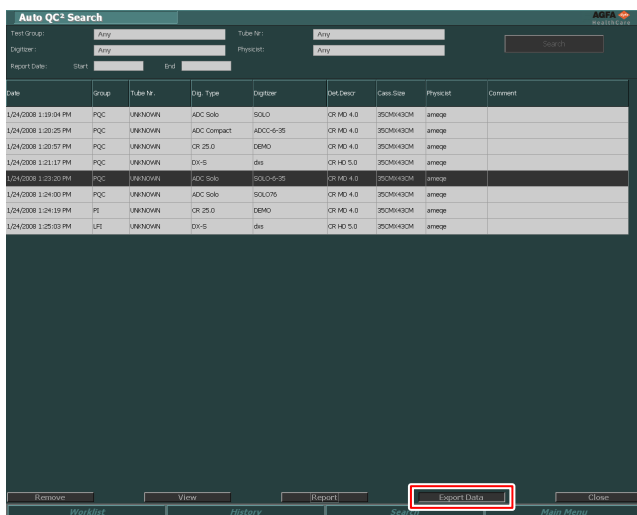 Auto QC² Search
AGFA
HealthCare
Test Group: Any Tube Nr: Any
Digitizer: Any Physicist: Any
Search
Report Date: Start End
Date Group Tube Nr. Dig. Type Digitizer Det.Descr Cass.Size Physicist Comment
1/24/2008 1:19:04 PM PQC UNKNOWN ADC Solo SOLO CR MD 4.0 35CMX43CM ameqe
1/24/2008 1:20:25 PM PQC UNKNOWN ADC Compact ADCC-6-35 CR MD 4.0 35CMX43CM ameqe
1/24/2008 1:20:57 PM PQC UNKNOWN CR 25.0 DEMO CR MD 4.0 35CMX43CM ameqe
1/24/2008 1:21:17 PM PQC UNKNOWN DX-S dxs CR HD 5.0 35CMX43CM ameqe
1/24/2008 1:23:20 PM PQC UNKNOWN ADC Solo SOLO-6-35 CR MD 4.0 35CMX43CM ameqe
1/24/2008 1:24:00 PM PQC UNKNOWN ADC Solo SOLO76 CR MD 4.0 35CMX43CM ameqe
1/24/2008 1:24:19 PM PI UNKNOWN CR 25.0 DEMO CR MD 4.0 35CMX43CM ameqe
1/24/2008 1:25:03 PM LFI UNKNOWN DX-S dxs CR HD 5.0 35CMX43CM ameqe
Remove View Report Export Data Close
Worklist History Search Main Menu